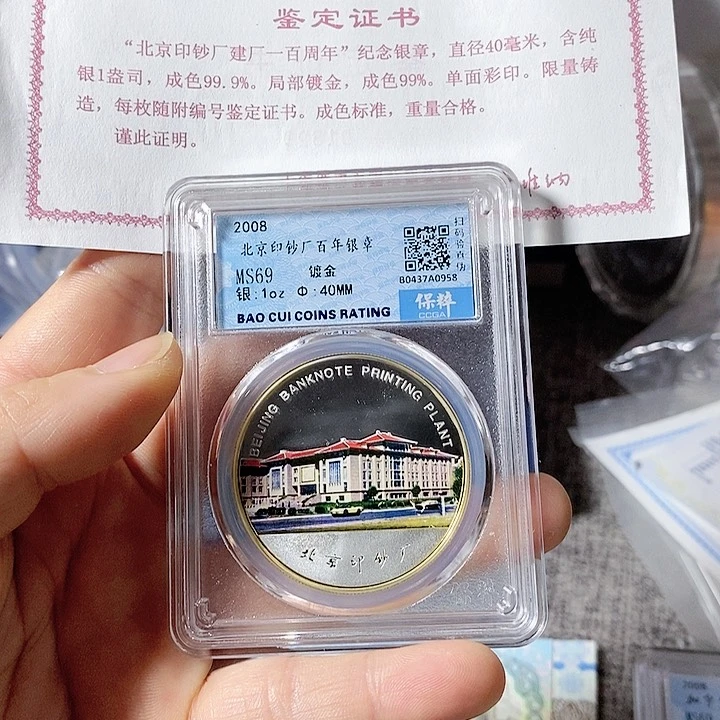 鉴定证书
“北京印钞厂建厂一百周年”纪念银章，直径40毫米，含纯
银1盎司，成色99.9%。局部镀金，成色99%。单面彩印。限量铸
造，每枚随附编号鉴定证书。成色标准，重量合格。
谨此证明。
2008
北京印钞厂百年银章
MS69 镀金
银:1oz Φ:40MM
BAO CUI COINS RATING
扫码验真伪
B0437A0958
保粹
CCGA
BEIJING BANKNOTE PRINTING PLANT
北京印钞厂
2008
MS69